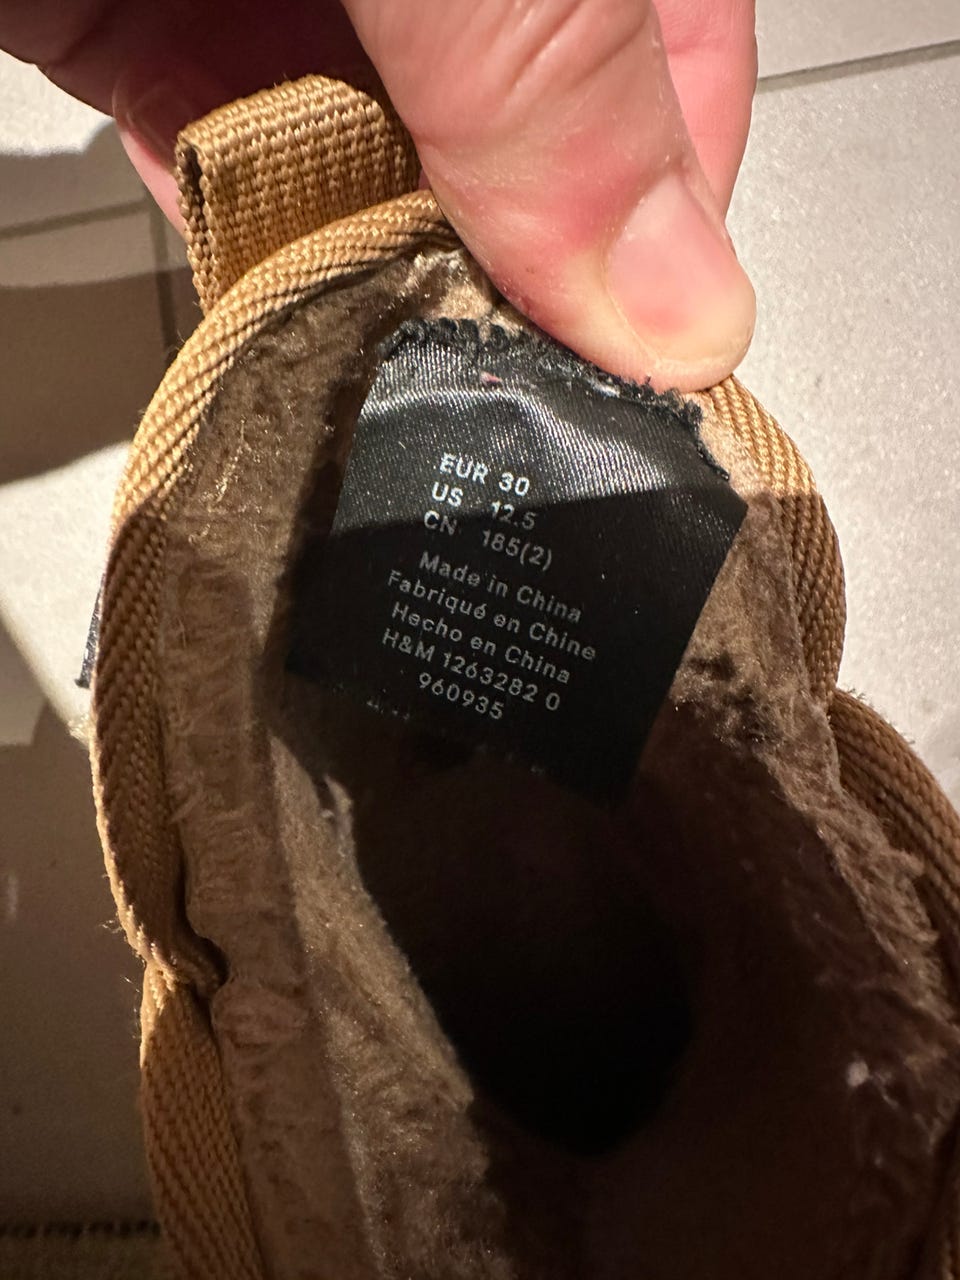 EUR 30
US 12.5
CN 185(2)
Made in China
Fabriqué en Chine
Hecho en China
H&M 1263282 0
960935